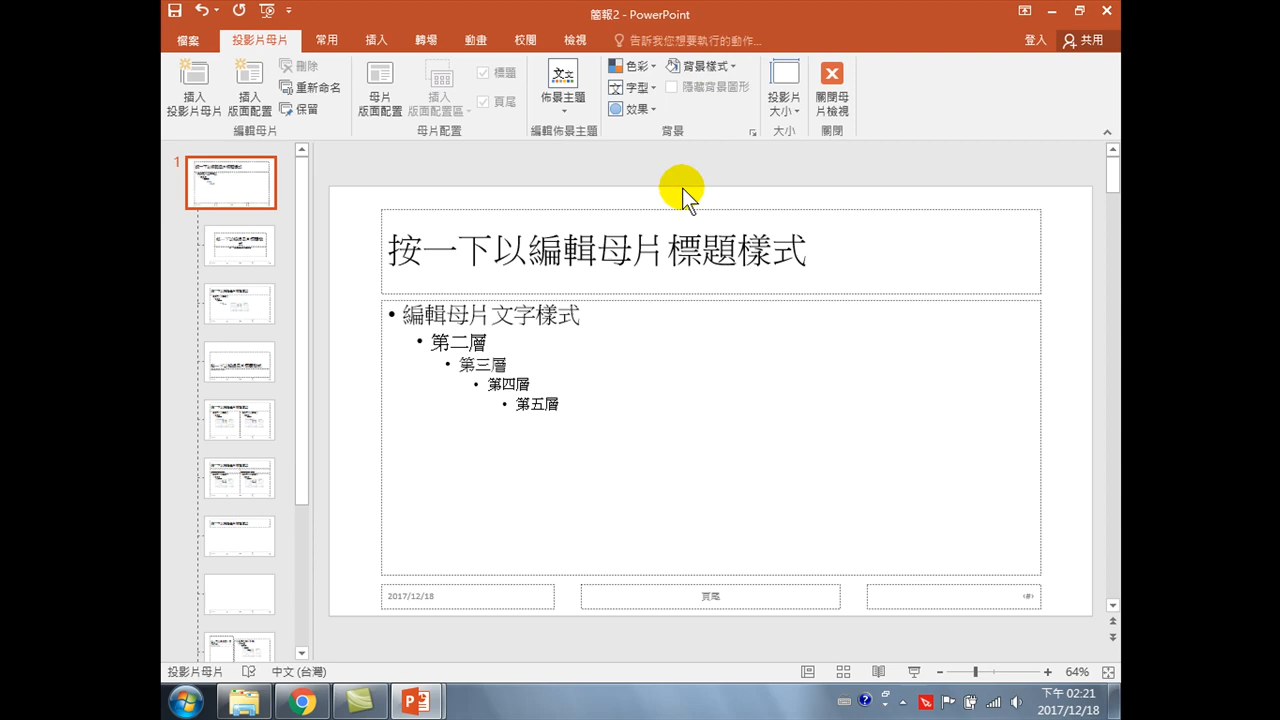 簡報2 - PowerPoint
檔案 投影片母片 常用 插入 轉場 動畫 校閱 檢視 告訴我您想要執行的動作... 登入 共用
插入
投影片母片
插入
版面配置
刪除
重新命名
保留
編輯母片
母片
版面配置
插入
版面配置區
標題
頁尾
母片配置
文文
佈景主題
編輯佈景主題
色彩
文 字型
效果
背景樣式
隱藏背景圖形
背景
投影片
大小
大小
關閉母
片檢視
關閉
1
按一下以編輯母片標題樣式
• 編輯母片文字樣式
• 第二層
• 第三層
• 第四層
• 第五層
2017/12/18 頁尾 ‹#›
投影片母片 中文 (台灣) 64%
下午 02:21
2017/12/18